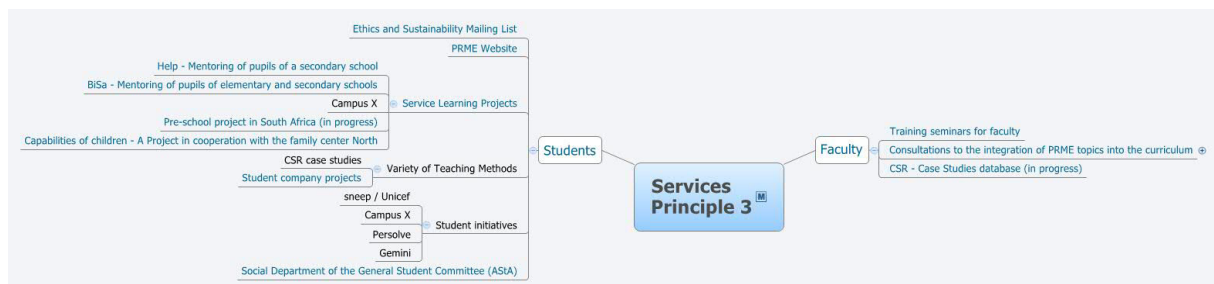 Ethics and Sustainability Mailing List
PRME Website
Help - Mentoring of pupils of a secondary school
BiSa - Mentoring of pupils of elementary and secondary schools
Campus X
Pre-school project in South Africa (in progress)
Capabilities of children - A Project in cooperation with the family center North
Service Learning Projects
CSR case studies
Student company projects
Variety of Teaching Methods
sneep / Unicef
Campus X
Persolve
Gemini
Student initiatives
Social Department of the General Student Committee (AStA)
Students
Services
Principle 3
M
Faculty
Training seminars for faculty
Consultations to the integration of PRME topics into the curriculum
CSR - Case Studies database (in progress)